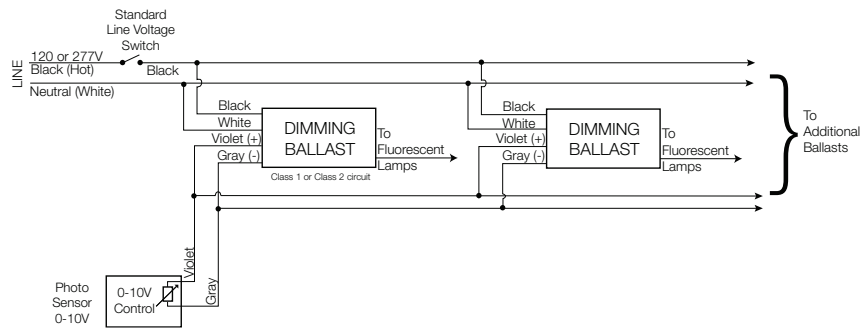 Standard
Line Voltage
Switch
LINE
120 or 277V
Black (Hot)
Black
Neutral (White)
Black
White
Violet (+)
Gray (-)
DIMMING
BALLAST
Class 1 or Class 2 circuit
To
Fluorescent
Lamps
Black
White
Violet (+)
Gray (-)
DIMMING
BALLAST
To
Fluorescent
Lamps
To
Additional
Ballasts
Violet
Gray
Photo
Sensor
0-10V
0-10V
Control